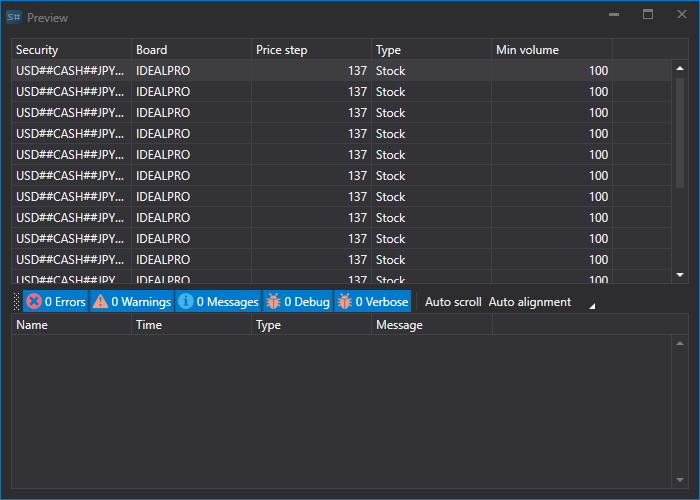 S# Preview
Security Board Price step Type Min volume
USD##CASH##JPY... IDEALPRO 137 Stock 100
USD##CASH##JPY... IDEALPRO 137 Stock 100
USD##CASH##JPY... IDEALPRO 137 Stock 100
USD##CASH##JPY... IDEALPRO 137 Stock 100
USD##CASH##JPY... IDEALPRO 137 Stock 100
USD##CASH##JPY... IDEALPRO 137 Stock 100
USD##CASH##JPY... IDEALPRO 137 Stock 100
USD##CASH##JPY... IDEALPRO 137 Stock 100
USD##CASH##JPY... IDEALPRO 137 Stock 100
USD##CASH##JPY... IDEALPRO 137 Stock 100
USD##CASH##JPY... IDEALPRO 137 Stock 100
0 Errors 0 Warnings 0 Messages 0 Debug 0 Verbose Auto scroll Auto alignment
Name Time Type Message